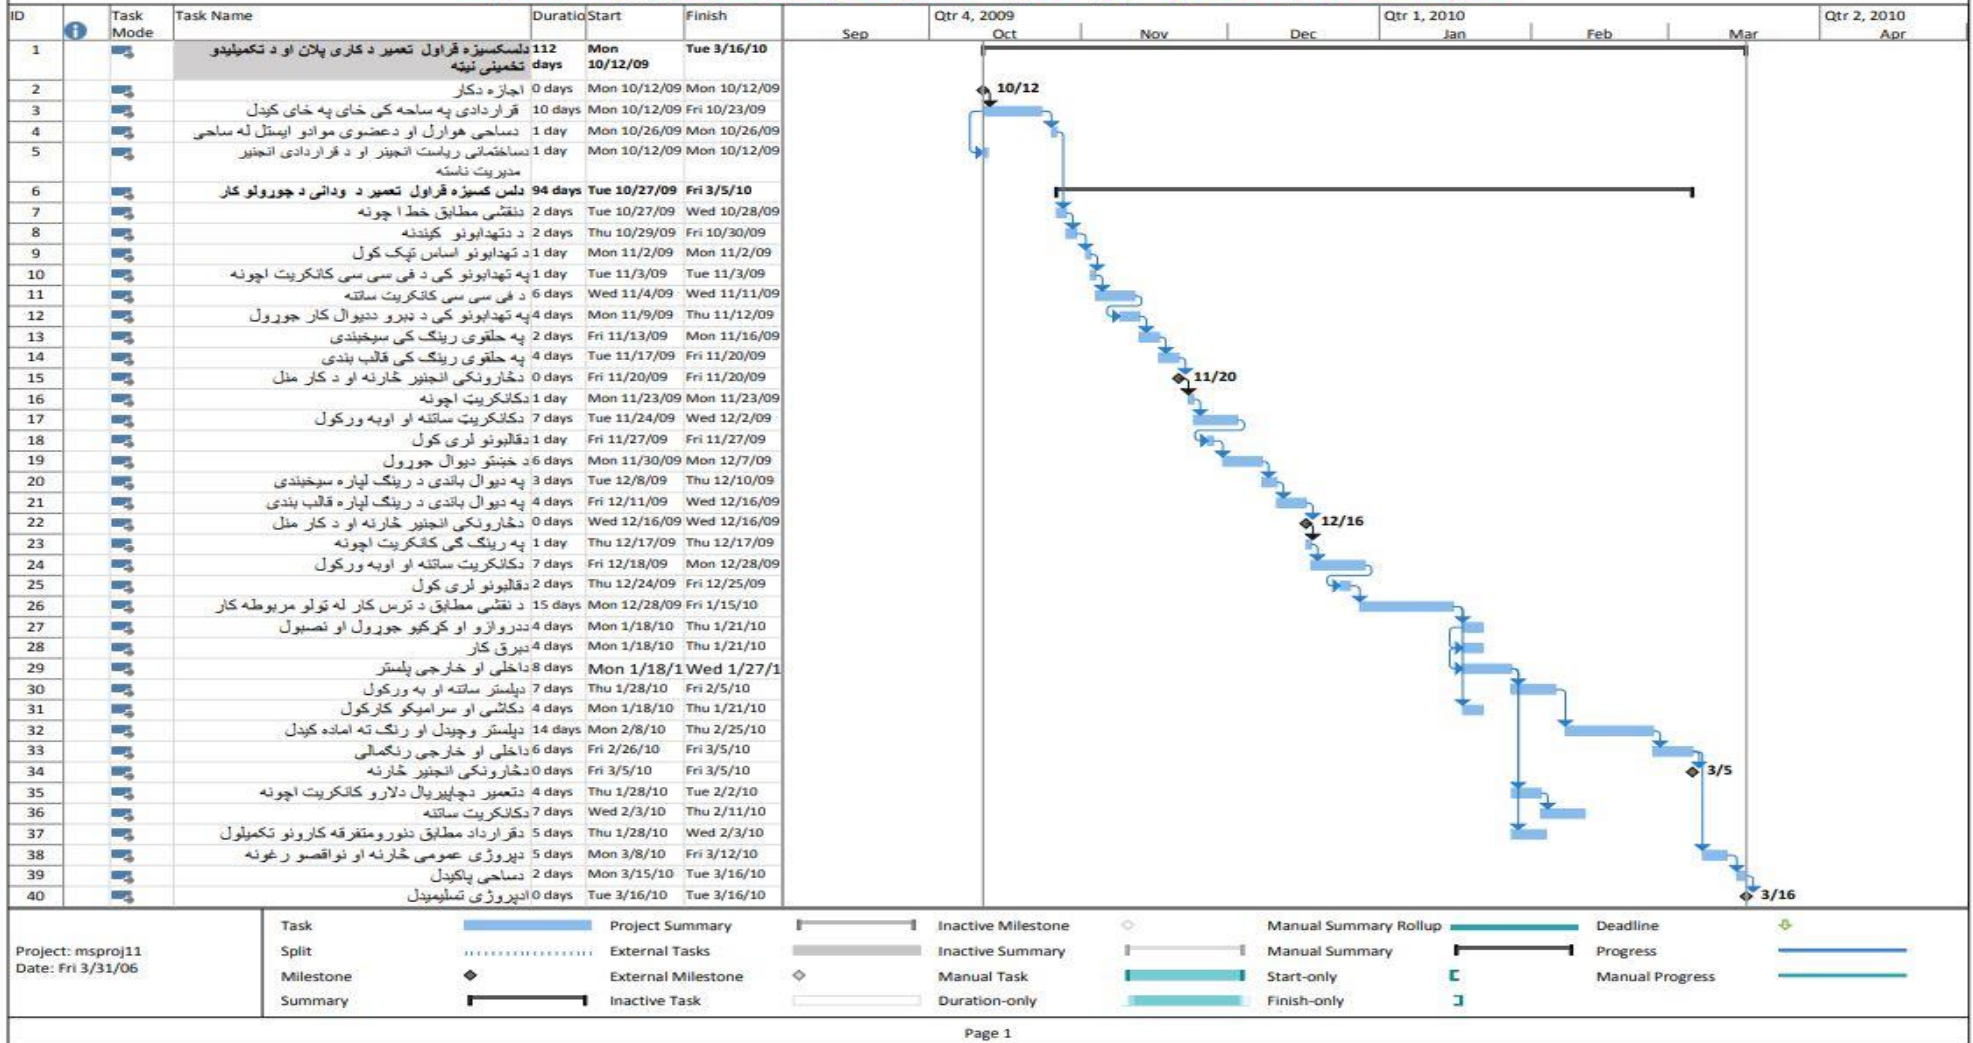 ID Task Mode Task Name Duratio Start Finish Qtr 4, 2009 Qtr 1, 2010 Qtr 2, 2010
Sep Oct Nov Dec Jan Feb Mar Apr
1 دلسکسیزه قراول تعمیر د کاری پلان او د تکمیلیدو تخمینی نیټه 112 days Mon 10/12/09 Tue 3/16/10
2 اجازه دکار 0 days Mon 10/12/09 Mon 10/12/09 10/12
3 قراردادی په ساحه کی خای په خای کیدل 10 days Mon 10/12/09 Fri 10/23/09
4 دساحی هوارل او دعضوی موادو ایستل له ساحی 1 day Mon 10/26/09 Mon 10/26/09
5 دساختمانی ریاست انجینر او د قراردادی انجنیر مدیریت ناسته 1 day Mon 10/12/09 Mon 10/12/09
6 دلس کسیزه قراول تعمیر د ودانی د جوړولو کار 94 days Tue 10/27/09 Fri 3/5/10
7 دنقشی مطابق خط ا چونه 2 days Tue 10/27/09 Wed 10/28/09
8 د دتهدابونو کیندنه 2 days Thu 10/29/09 Fri 10/30/09
9 د تهدابونو اساس تپک کول 1 day Mon 11/2/09 Mon 11/2/09
10 په تهدابونو کی د فی سی سی کانکریت اچونه 1 day Tue 11/3/09 Tue 11/3/09
11 د فی سی سی کانکریت ساتنه 6 days Wed 11/4/09 Wed 11/11/09
12 په تهدابونو کی د ډبرو ددیوال کار جوړول 4 days Mon 11/9/09 Thu 11/12/09
13 په حلقوی رینگ کی سیخبندی 2 days Fri 11/13/09 Mon 11/16/09
14 په حلقوی رینگ کی قالب بندی 4 days Tue 11/17/09 Fri 11/20/09
15 دڅارونکی انجنیر څارنه او د کار منل 0 days Fri 11/20/09 Fri 11/20/09 11/20
16 دکانکریټ اچونه 1 day Mon 11/23/09 Mon 11/23/09
17 دکانکریټ ساتنه او اوبه ورکول 7 days Tue 11/24/09 Wed 12/2/09
18 دقالبونو لری کول 1 day Fri 11/27/09 Fri 11/27/09
19 د خښتو دیوال جوړول 6 days Mon 11/30/09 Mon 12/7/09
20 په دیوال باندی د رینگ لپاره سیخبندی 3 days Tue 12/8/09 Thu 12/10/09
21 په دیوال باندی د رینگ لپاره قالب بندی 4 days Fri 12/11/09 Wed 12/16/09
22 دڅارونکی انجنیر څارنه او د کار منل 0 days Wed 12/16/09 Wed 12/16/09 12/16
23 په رینگ گی کانکریت اچونه 1 day Thu 12/17/09 Thu 12/17/09
24 دکانکریت ساتنه او اوبه ورکول 7 days Fri 12/18/09 Mon 12/28/09
25 دقالبونو لری کول 2 days Thu 12/24/09 Fri 12/25/09
26 د نقشی مطابق د ترس کار له ټولو مربوطه کار 15 days Mon 12/28/09 Fri 1/15/10
27 ددروازو او کړکیو جوړول او نصبول 4 days Mon 1/18/10 Thu 1/21/10
28 دبرق کار 4 days Mon 1/18/10 Thu 1/21/10
29 داخلی او خارجی پلستر 8 days Mon 1/18/1 Wed 1/27/1
30 دپلستر ساتنه او به ورکول 7 days Thu 1/28/10 Fri 2/5/10
31 دکاشی او سرامیکو کارکول 4 days Mon 1/18/10 Thu 1/21/10
32 دپلستر وچیدل او رنگ ته اماده کیدل 14 days Mon 2/8/10 Thu 2/25/10
33 داخلی او خارجی رنگمالی 6 days Fri 2/26/10 Fri 3/5/10
34 دڅارونکی انجنیر څارنه 0 days Fri 3/5/10 Fri 3/5/10 3/5
35 دتعمیر دچاپیریال دلارو کانکریت اچونه 4 days Thu 1/28/10 Tue 2/2/10
36 دکانکریت ساتنه 7 days Wed 2/3/10 Thu 2/11/10
37 دقرارداد مطابق دنورومتفرقه کارونو تکمیلول 5 days Thu 1/28/10 Wed 2/3/10
38 دپروژی عمومی څارنه او نواقصو رغونه 5 days Mon 3/8/10 Fri 3/12/10
39 دساحی پاکیدل 2 days Mon 3/15/10 Tue 3/16/10
40 ادپروژی تسلیمیدل 0 days Tue 3/16/10 Tue 3/16/10 3/16
Project: msproj11
Date: Fri 3/31/06
Task Project Summary Inactive Milestone Manual Summary Rollup Deadline
Split External Tasks Inactive Summary Manual Summary Progress
Milestone External Milestone Manual Task Start-only Manual Progress
Summary Inactive Task Duration-only Finish-only
Page 1